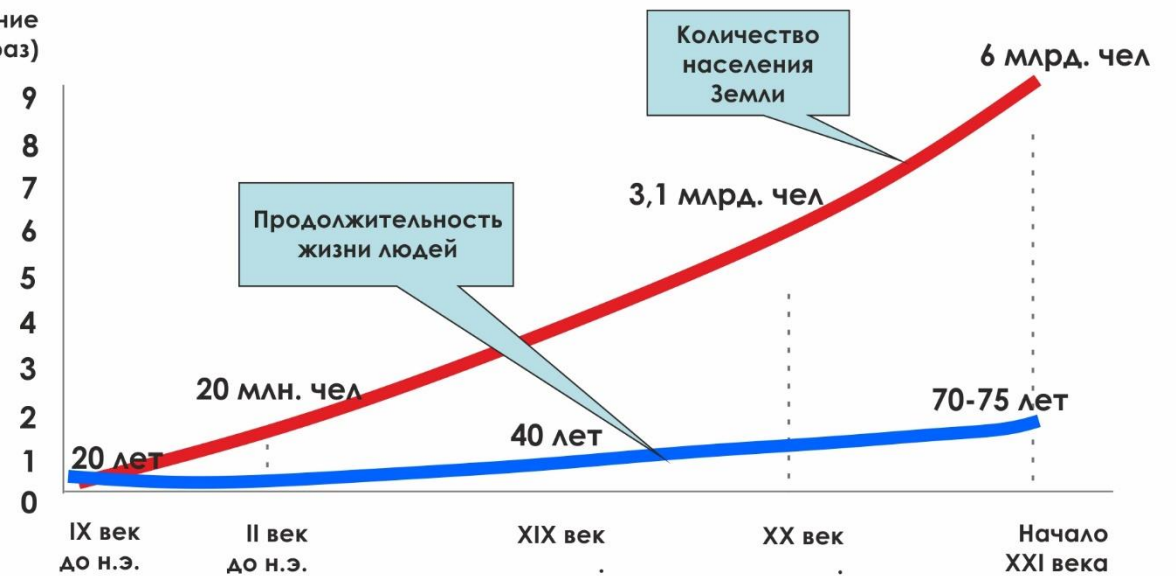 ние
раз)
Количество
населения
Земли
6 млрд. чел
9
8
7
6
5
4
3
2
1
0
3,1 млрд. чел
Продолжительность
жизни людей
20 млн. чел
70-75 лет
40 лет
20 лет
IX век
до н.э.
II век
до н.э.
XIX век
.
XX век
.
Начало
XXI века